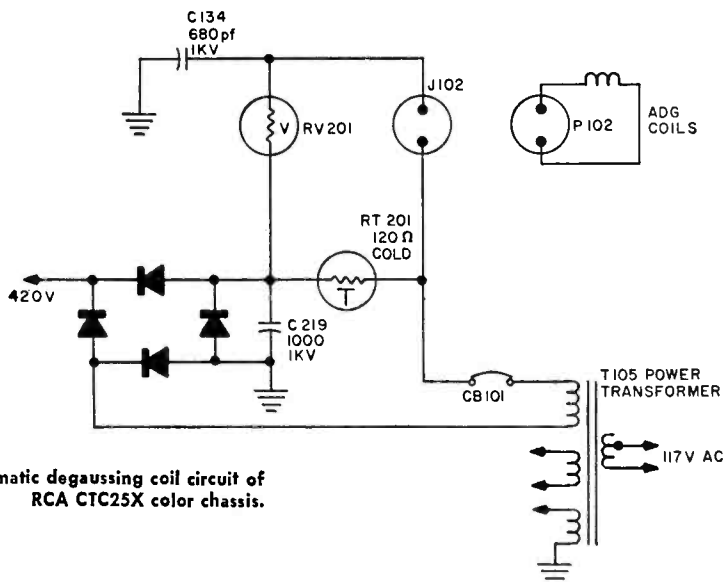 C134
680pf
1KV
J102
V RV201
P102
ADG
COILS
RT 201
120Ω
COLD
T
420V
C 219
1000
1KV
CB101
T105 POWER
TRANSFORMER
117V AC
matic degaussing coil circuit of
RCA CTC25X color chassis.